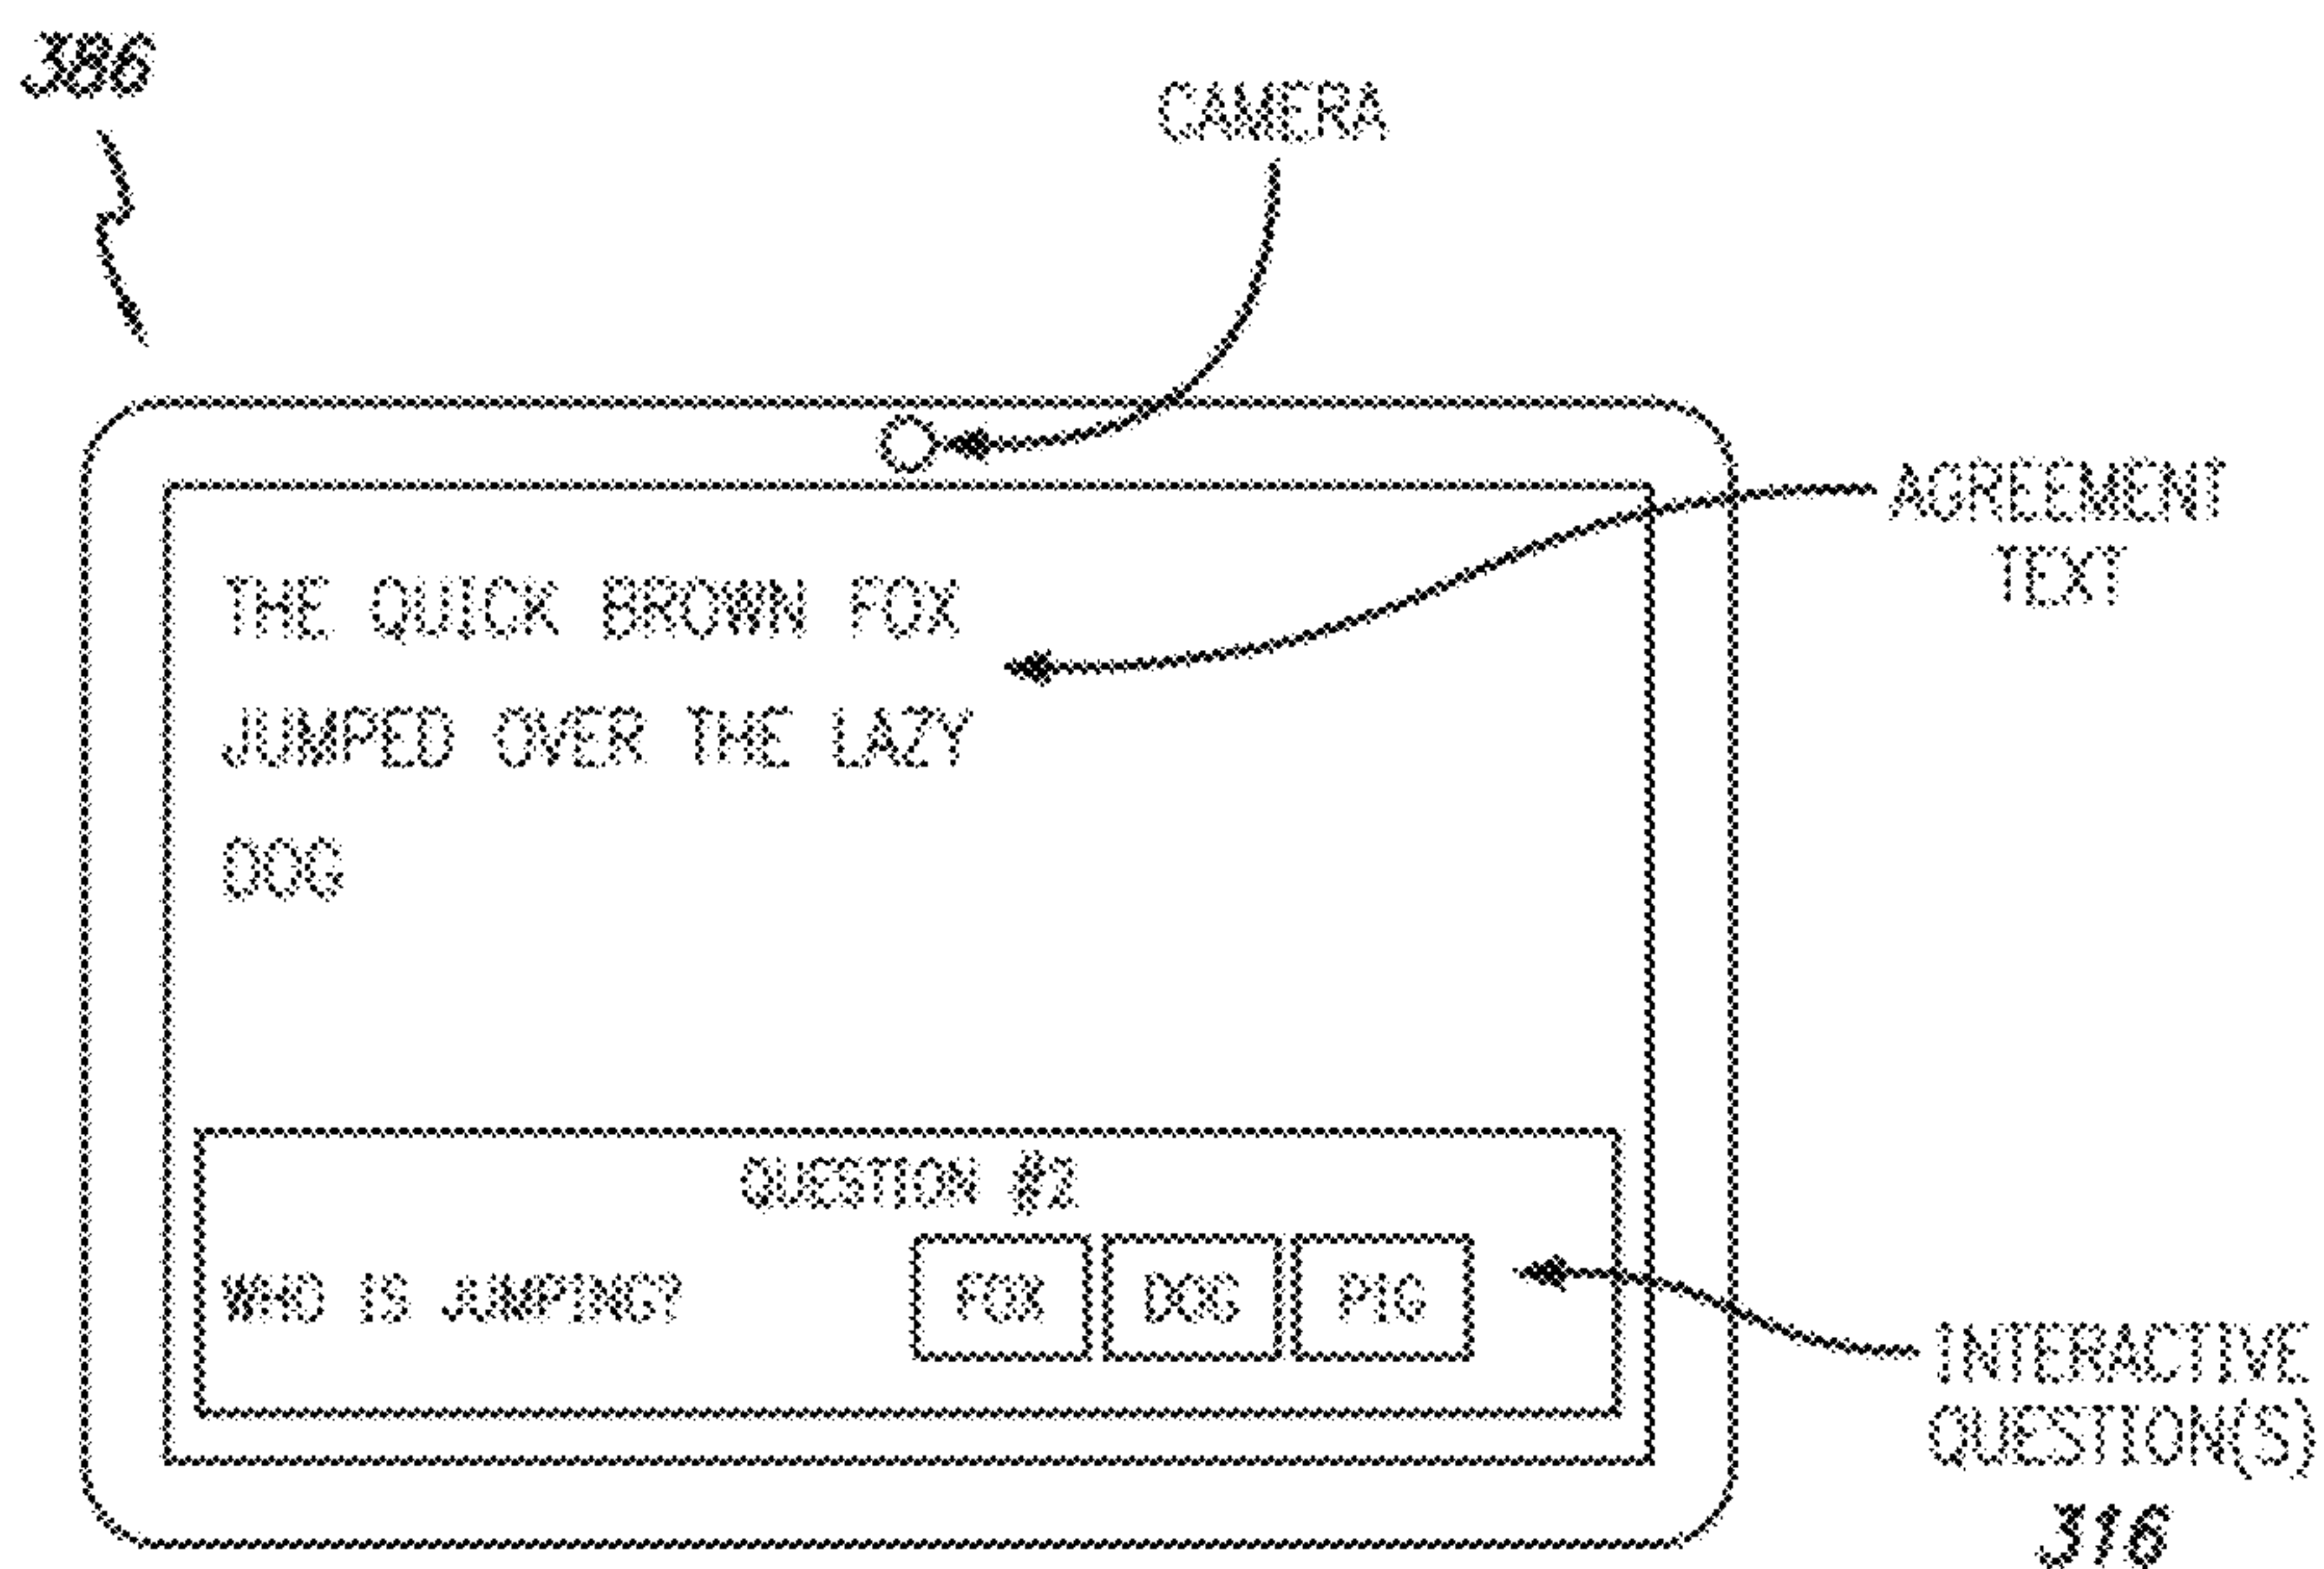 386
CAMERA
AGREEMENT
TEXT
THE QUICK BROWN FOX
JUMPED OVER THE LAZY
DOG
QUESTION #2
WHO IS JUMPING?
FOX
DOG
PIG
INTERACTIVE
QUESTION(S)
316